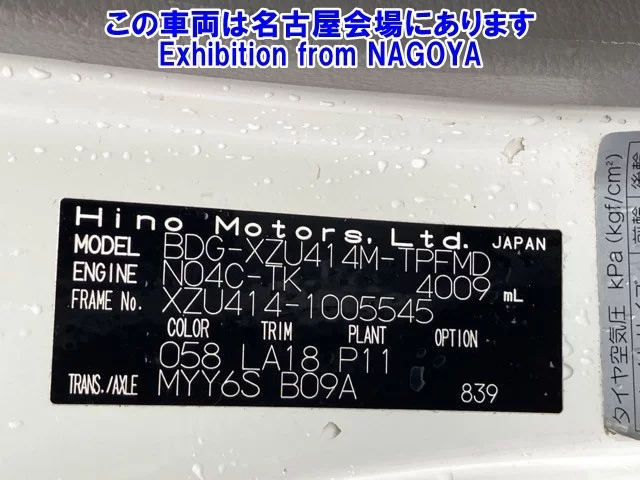 この車両は名古屋会場にあります
Exhibition from NAGOYA
Hino Motors, Ltd. JAPAN
MODEL BDG-XZU414M-TPFMD
ENGINE N04C-TK 4009 mL
FRAME No. XZU414-1005545
COLOR TRIM PLANT OPTION
058 LA18 P11
TRANS./AXLE MYY6S B09A 839
タイヤ空気圧 kPa(kgf/cm²)
後輪